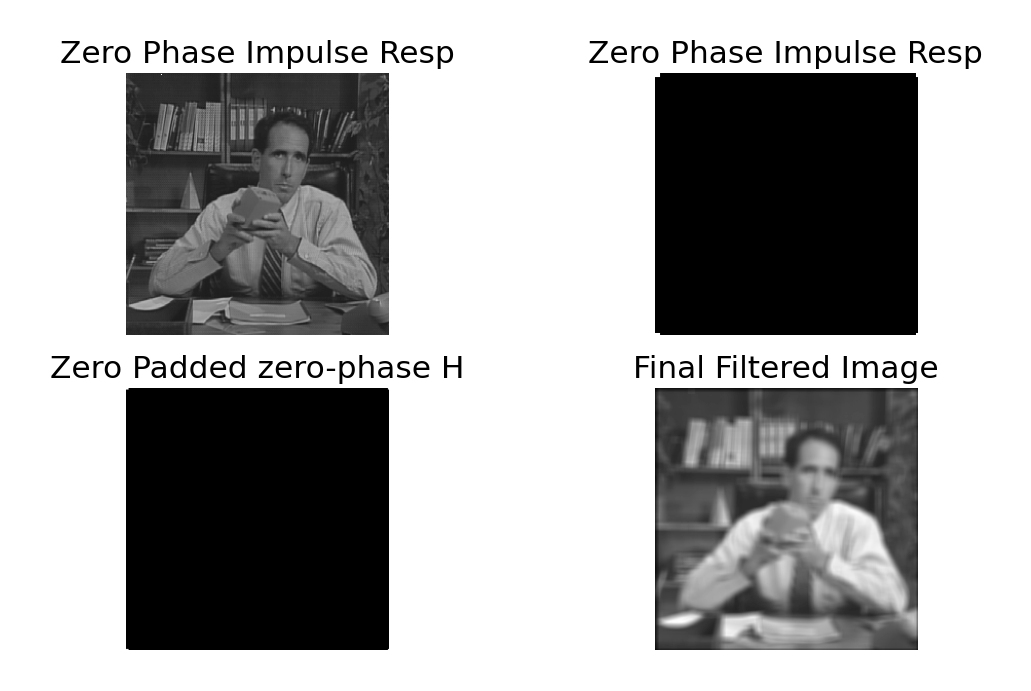 Zero Phase Impulse Resp
Zero Phase Impulse Resp
Zero Padded zero-phase H
Final Filtered Image